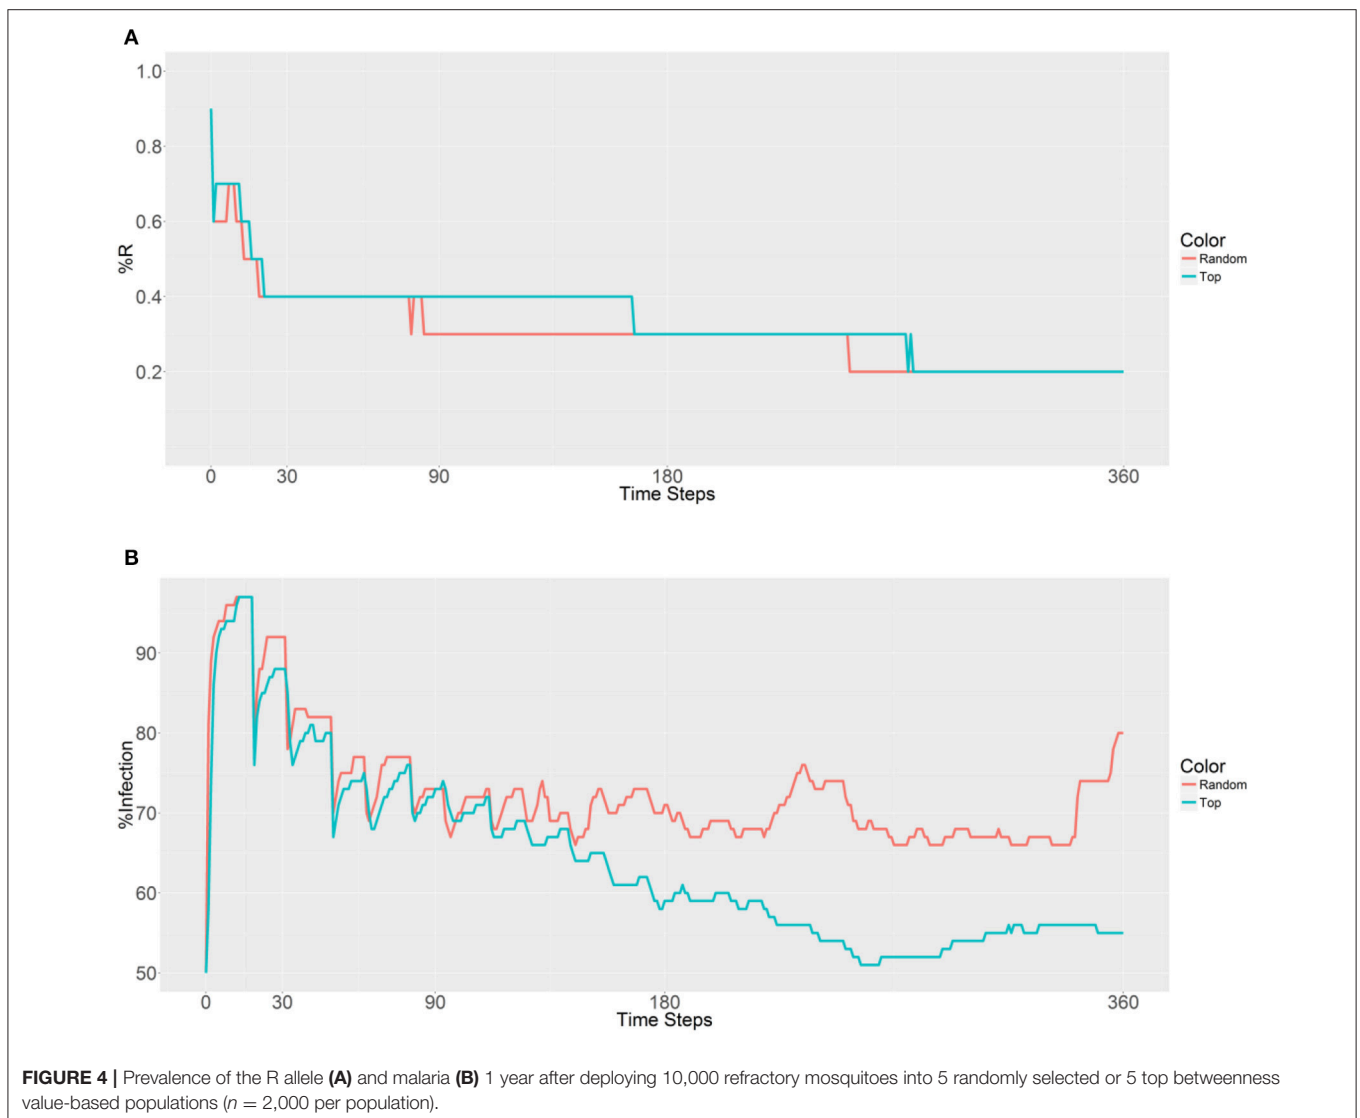 A
1.0
0.8
0.6
0.4
0.2
%R
0 30 90 180 360
Time Steps
Color
Random
Top
B
90
80
70
60
50
%Infection
0 30 90 180 360
Time Steps
Color
Random
Top
FIGURE 4 | Prevalence of the R allele (A) and malaria (B) 1 year after deploying 10,000 refractory mosquitoes into 5 randomly selected or 5 top betweenness
value-based populations (n = 2,000 per population).